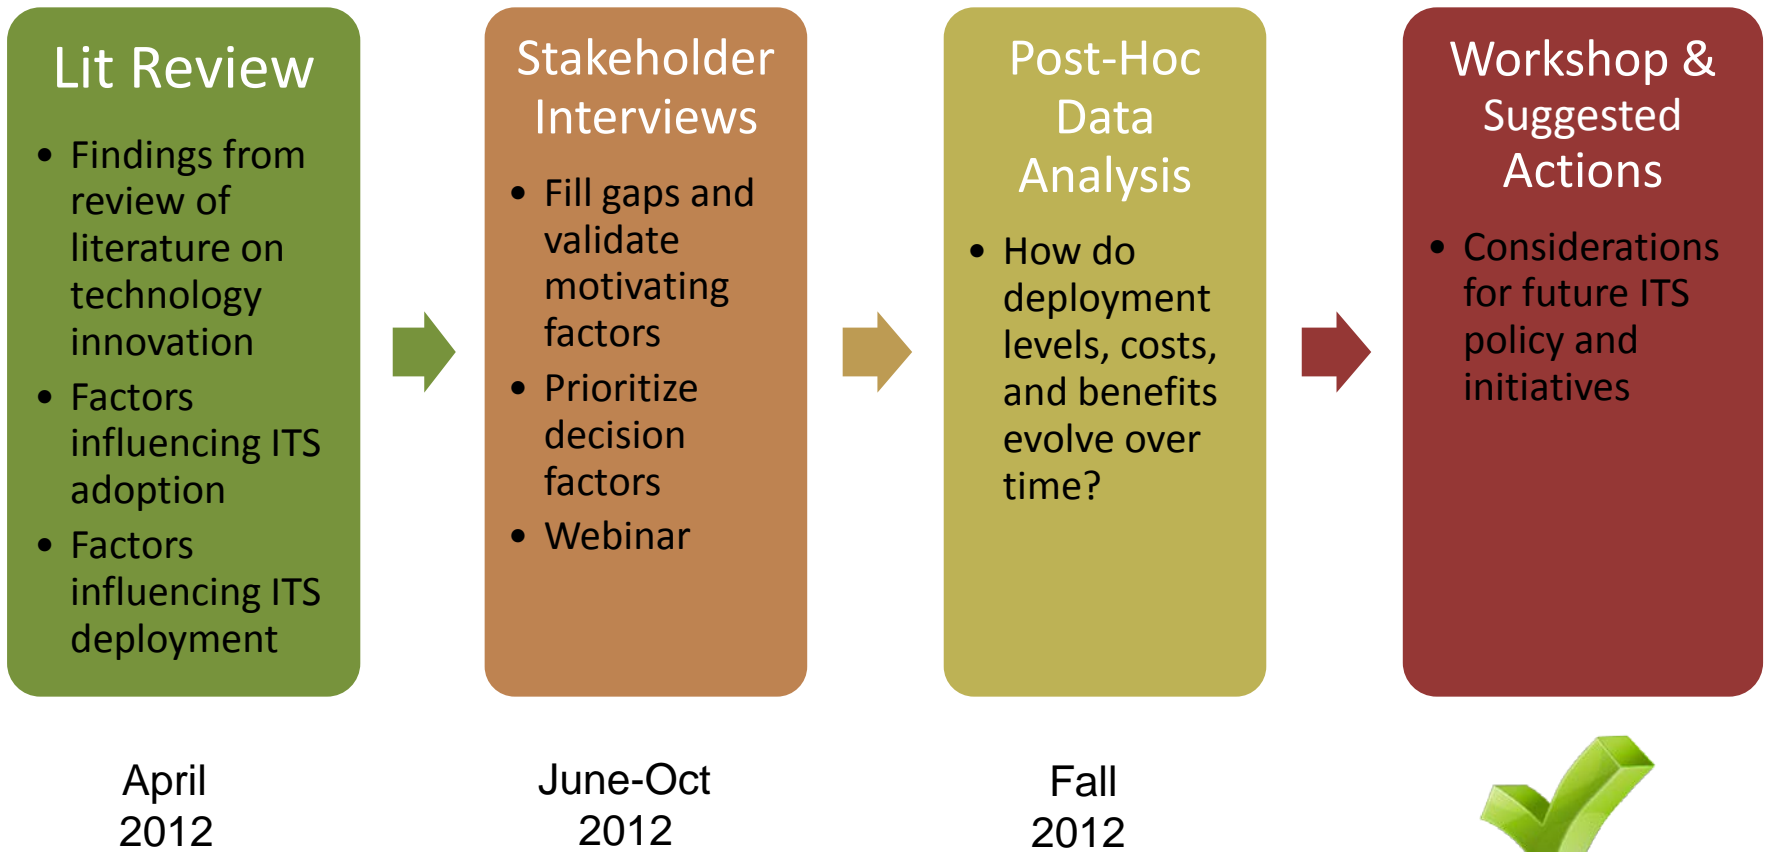 Lit Review
• Findings from
review of
literature on
technology
innovation
• Factors
influencing ITS
adoption
• Factors
influencing ITS
deployment
Stakeholder
Interviews
• Fill gaps and
validate
motivating
factors
• Prioritize
decision
factors
• Webinar
Post-Hoc
Data
Analysis
• How do
deployment
levels, costs,
and benefits
evolve over
time?
Workshop &
Suggested
Actions
• Considerations
for future ITS
policy and
initiatives
April
2012
June-Oct
2012
Fall
2012